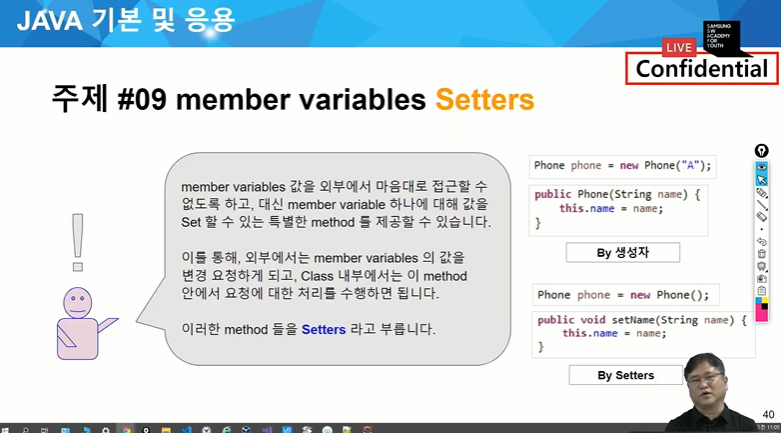 JAVA 기본 및 응용
SAMSUNG
SW
ACADEMY
FOR
YOUTH
LIVE
Confidential
주제 #09 member variables Setters
member variables 값을 외부에서 마음대로 접근할 수
없도록 하고, 대신 member variable 하나에 대해 값을
Set 할 수 있는 특별한 method 를 제공할 수 있습니다.
이를 통해, 외부에서는 member variables 의 값을
변경 요청하게 되고, Class 내부에서는 이 method
안에서 요청에 대한 처리를 수행하면 됩니다.
이러한 method 들을 Setters 라고 부릅니다.
Phone phone = new Phone("A");
public Phone(String name) {
this.name = name;
}
By 생성자
Phone phone = new Phone();
public void setName(String name) {
this.name = name;
}
By Setters
40